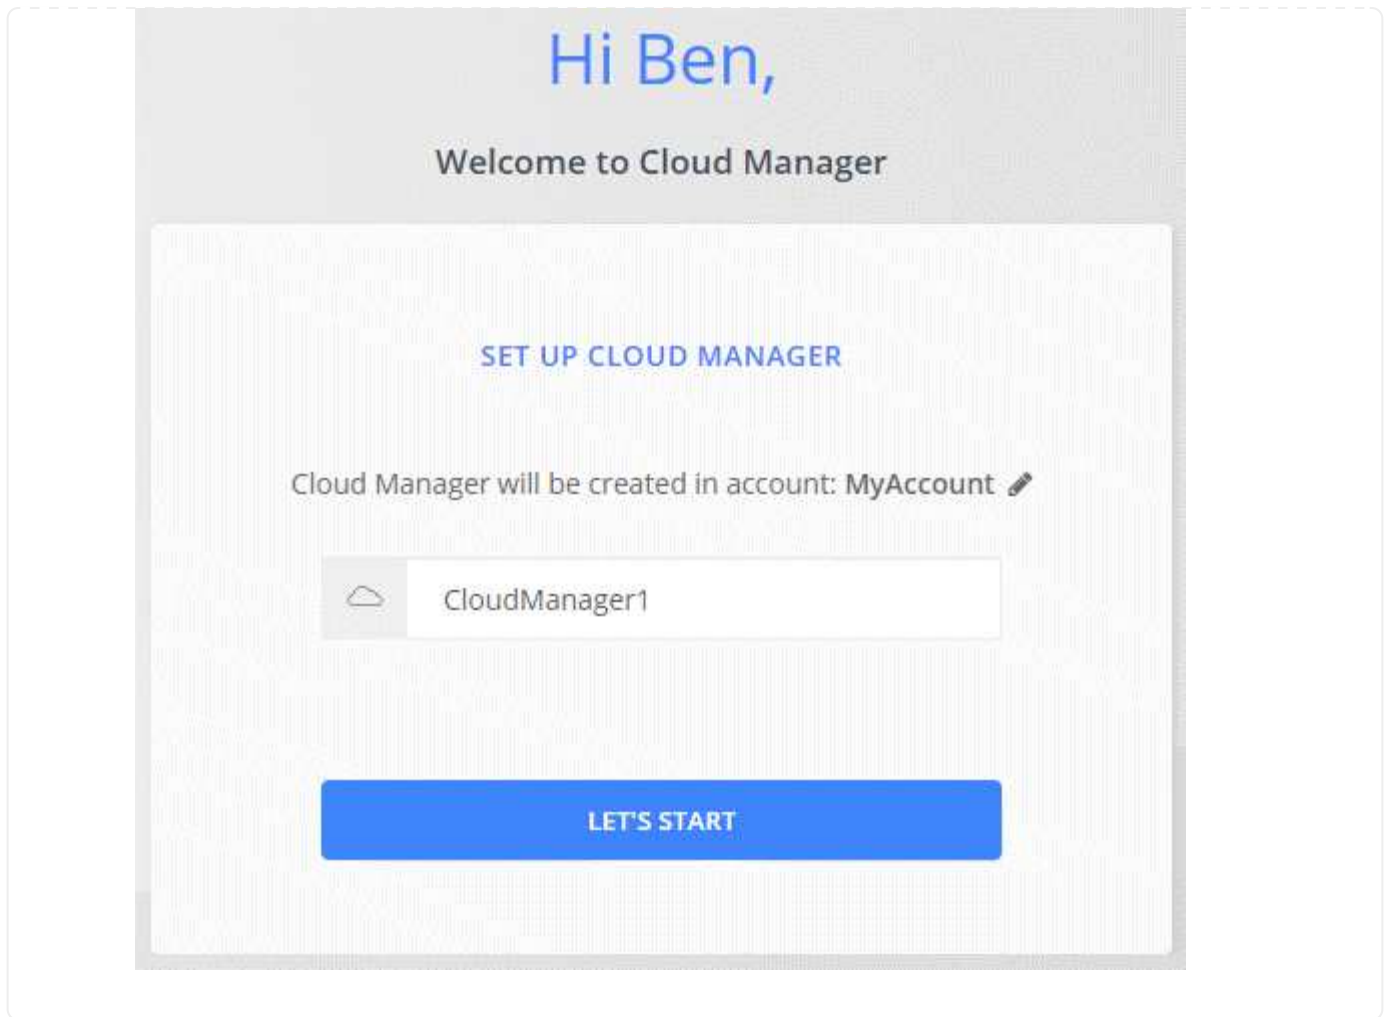 Hi Ben,
Welcome to Cloud Manager
SET UP CLOUD MANAGER
Cloud Manager will be created in account: MyAccount
CloudManager1
LET'S START